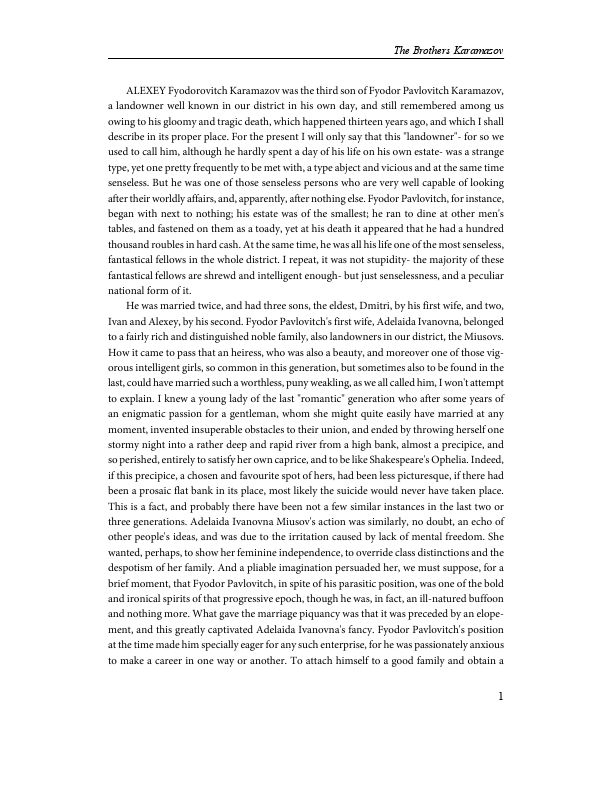 The Brothers Karamazov
ALEXEY Fyodorovitch Karamazov was the third son of Fyodor Pavlovitch Karamazov,
a landowner well known in our district in his own day, and still remembered among us
owing to his gloomy and tragic death, which happened thirteen years ago, and which I shall
describe in its proper place. For the present I will only say that this "landowner"- for so we
used to call him, although he hardly spent a day of his life on his own estate- was a strange
type, yet one pretty frequently to be met with, a type abject and vicious and at the same time
senseless. But he was one of those senseless persons who are very well capable of looking
after their worldly affairs, and, apparently, after nothing else. Fyodor Pavlovitch, for instance,
began with next to nothing; his estate was of the smallest; he ran to dine at other men's
tables, and fastened on them as a toady, yet at his death it appeared that he had a hundred
thousand roubles in hard cash. At the same time, he was all his life one of the most senseless,
fantastical fellows in the whole district. I repeat, it was not stupidity- the majority of these
fantastical fellows are shrewd and intelligent enough- but just senselessness, and a peculiar
national form of it.
He was married twice, and had three sons, the eldest, Dmitri, by his first wife, and two,
Ivan and Alexey, by his second. Fyodor Pavlovitch's first wife, Adelaida Ivanovna, belonged
to a fairly rich and distinguished noble family, also landowners in our district, the Miusovs.
How it came to pass that an heiress, who was also a beauty, and moreover one of those vig-
orous intelligent girls, so common in this generation, but sometimes also to be found in the
last, could have married such a worthless, puny weakling, as we all called him, I won't attempt
to explain. I knew a young lady of the last "romantic" generation who after some years of
an enigmatic passion for a gentleman, whom she might quite easily have married at any
moment, invented insuperable obstacles to their union, and ended by throwing herself one
stormy night into a rather deep and rapid river from a high bank, almost a precipice, and
so perished, entirely to satisfy her own caprice, and to be like Shakespeare's Ophelia. Indeed,
if this precipice, a chosen and favourite spot of hers, had been less picturesque, if there had
been a prosaic flat bank in its place, most likely the suicide would never have taken place.
This is a fact, and probably there have been not a few similar instances in the last two or
three generations. Adelaida Ivanovna Miusov's action was similarly, no doubt, an echo of
other people's ideas, and was due to the irritation caused by lack of mental freedom. She
wanted, perhaps, to show her feminine independence, to override class distinctions and the
despotism of her family. And a pliable imagination persuaded her, we must suppose, for a
brief moment, that Fyodor Pavlovitch, in spite of his parasitic position, was one of the bold
and ironical spirits of that progressive epoch, though he was, in fact, an ill-natured buffoon
and nothing more. What gave the marriage piquancy was that it was preceded by an elope-
ment, and this greatly captivated Adelaida Ivanovna's fancy. Fyodor Pavlovitch's position
at the time made him specially eager for any such enterprise, for he was passionately anxious
to make a career in one way or another. To attach himself to a good family and obtain a
1